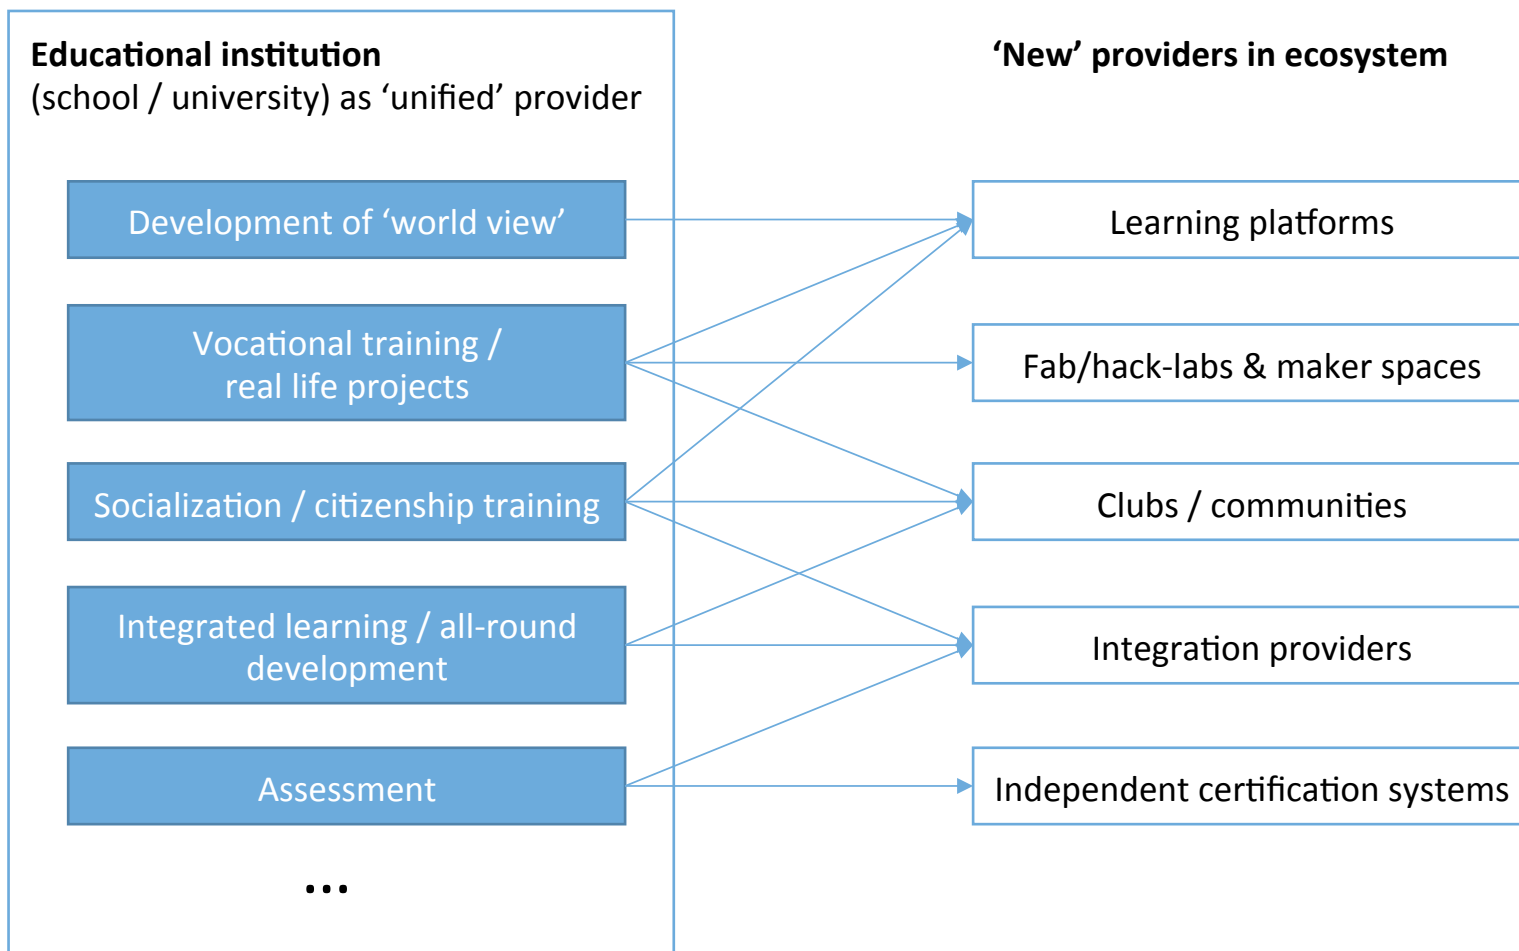 Educational institution
(school / university) as ‘unified’ provider
‘New’ providers in ecosystem
Development of ‘world view’
Learning platforms
Vocational training /
real life projects
Fab/hack-labs & maker spaces
Socialization / citizenship training
Clubs / communities
Integrated learning / all-round
development
Integration providers
Assessment
Independent certification systems
...